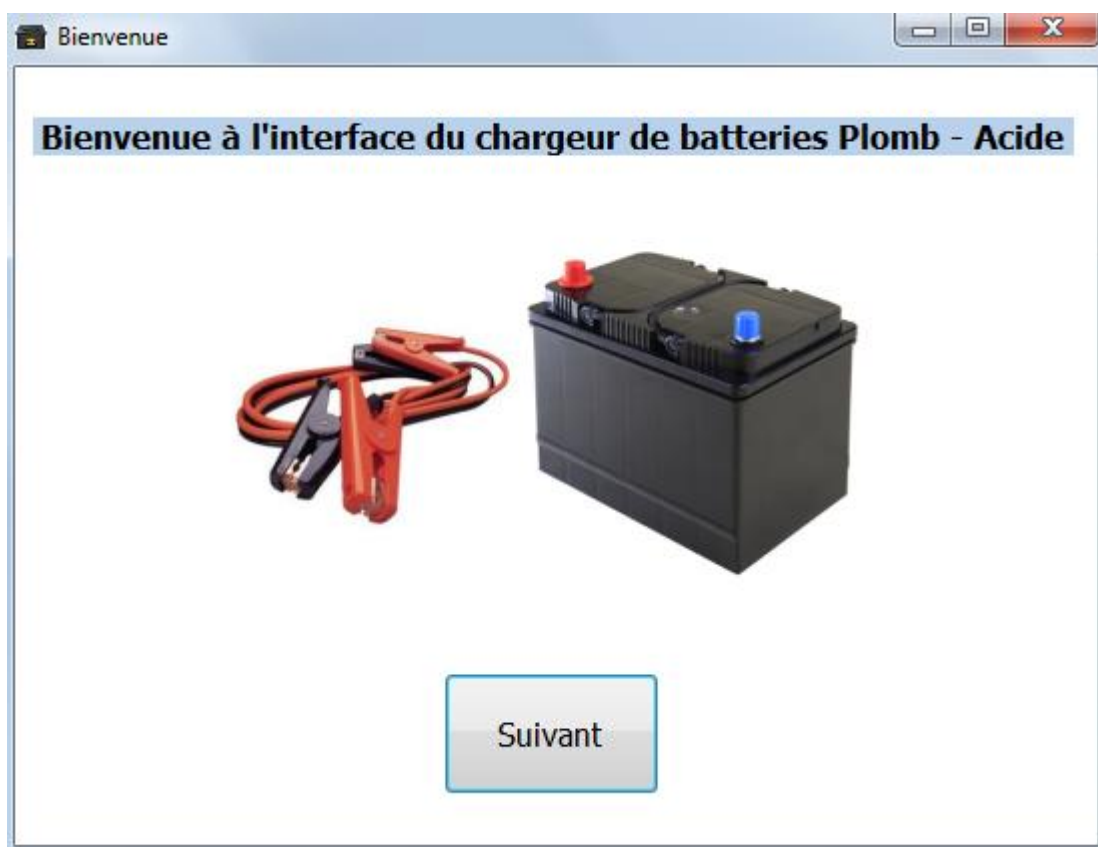 Bienvenue
Bienvenue à l'interface du chargeur de batteries Plomb - Acide
Suivant